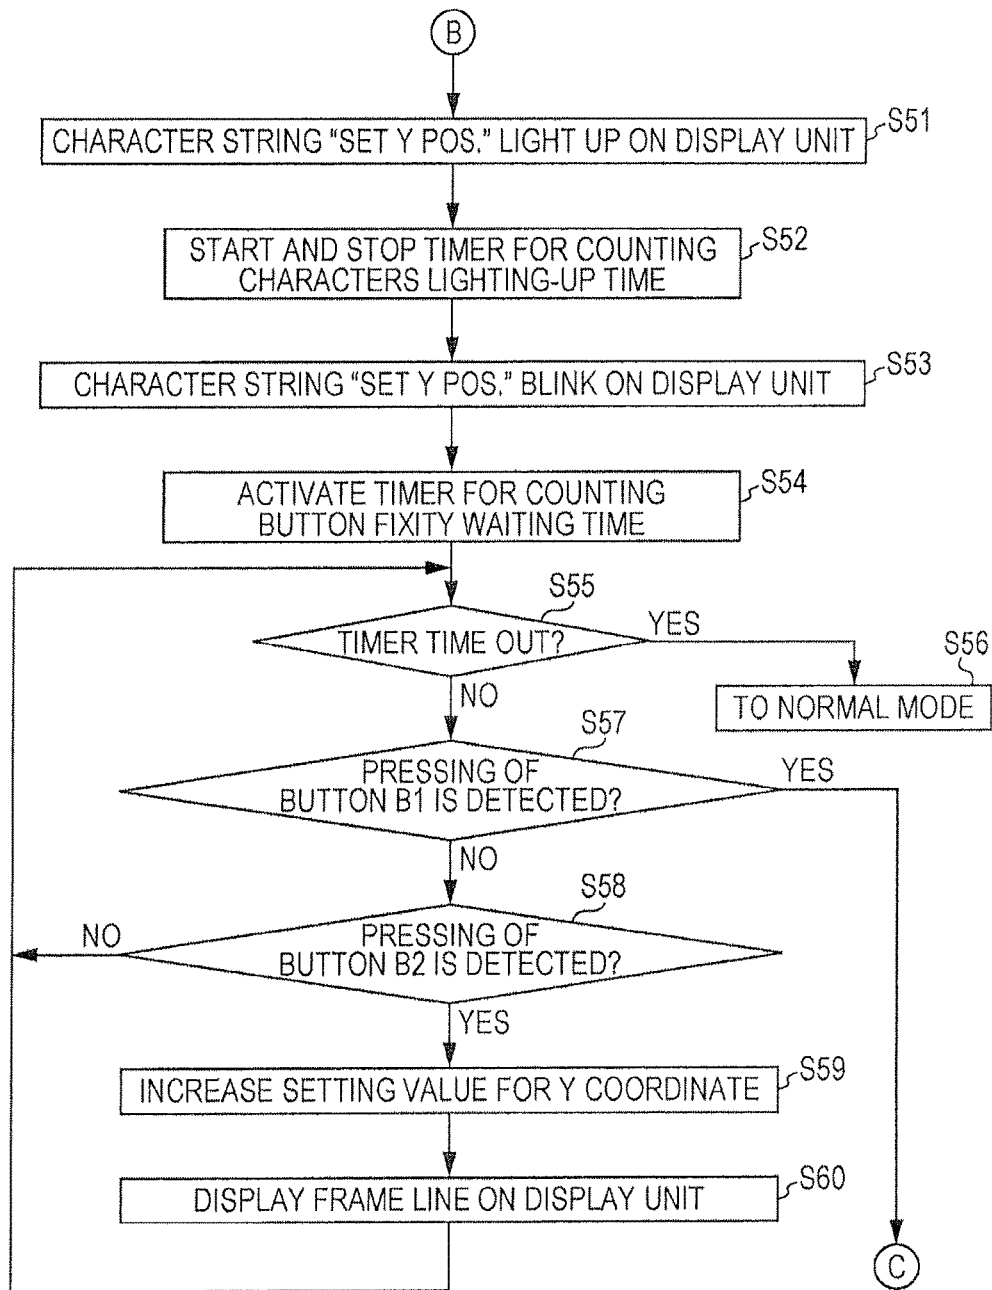 B
CHARACTER STRING "SET Y POS." LIGHT UP ON DISPLAY UNIT
S51
START AND STOP TIMER FOR COUNTING
CHARACTERS LIGHTING-UP TIME
S52
CHARACTER STRING "SET Y POS." BLINK ON DISPLAY UNIT
S53
ACTIVATE TIMER FOR COUNTING
BUTTON FIXITY WAITING TIME
S54
S55
TIMER TIME OUT?
YES
NO
S56
TO NORMAL MODE
S57
PRESSING OF
BUTTON B1 IS DETECTED?
YES
NO
S58
PRESSING OF
BUTTON B2 IS DETECTED?
NO
YES
INCREASE SETTING VALUE FOR Y COORDINATE
S59
DISPLAY FRAME LINE ON DISPLAY UNIT
S60
C